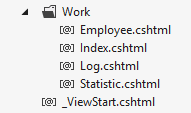 Work
[@] Employee.cshtml
[@] Index.cshtml
[@] Log.cshtml
[@] Statistic.cshtml
[@] _ViewStart.cshtml